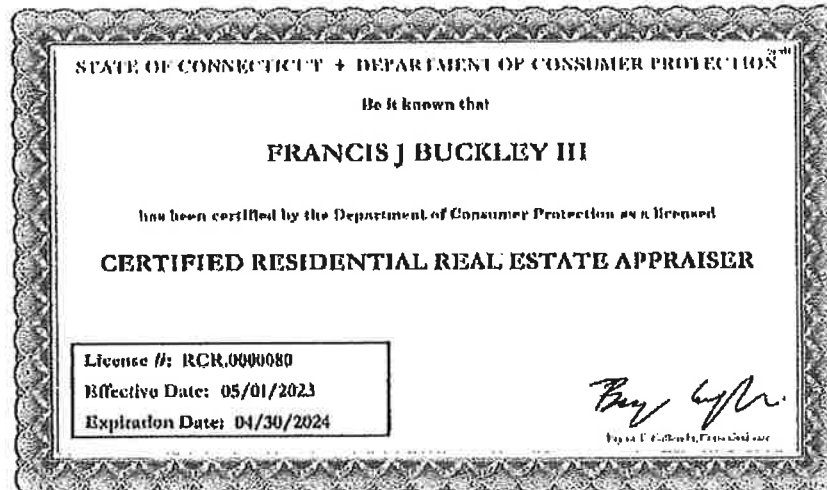 STATE OF CONNECTICUT + DEPARTMENT OF CONSUMER PROTECTION
Be it known that
FRANCIS J BUCKLEY III
has been certified by the Department of Consumer Protection as a licensed
CERTIFIED RESIDENTIAL REAL ESTATE APPRAISER
License #: RCR.0000080
Effective Date: 05/01/2023
Expiration Date: 04/30/2024